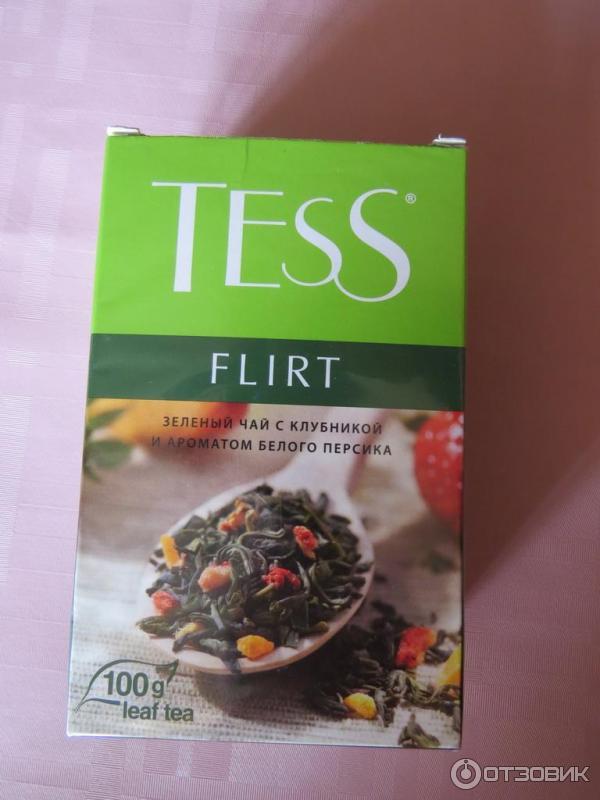 TESS®
FLIRT
ЗЕЛЕНЫЙ ЧАЙ С КЛУБНИКОЙ
И АРОМАТОМ БЕЛОГО ПЕРСИКА
100g
leaf tea
ОТЗОВИК